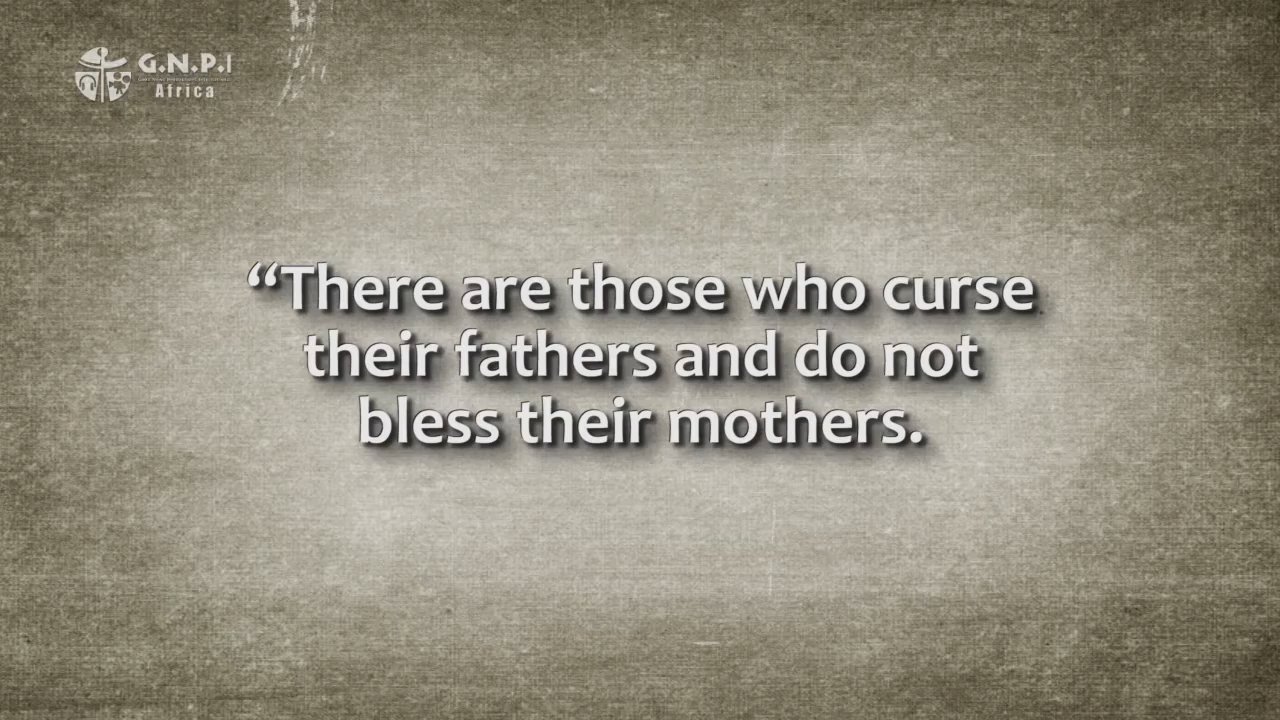 G.N.P.I
Africa
“There are those who curse
their fathers and do not
bless their mothers.